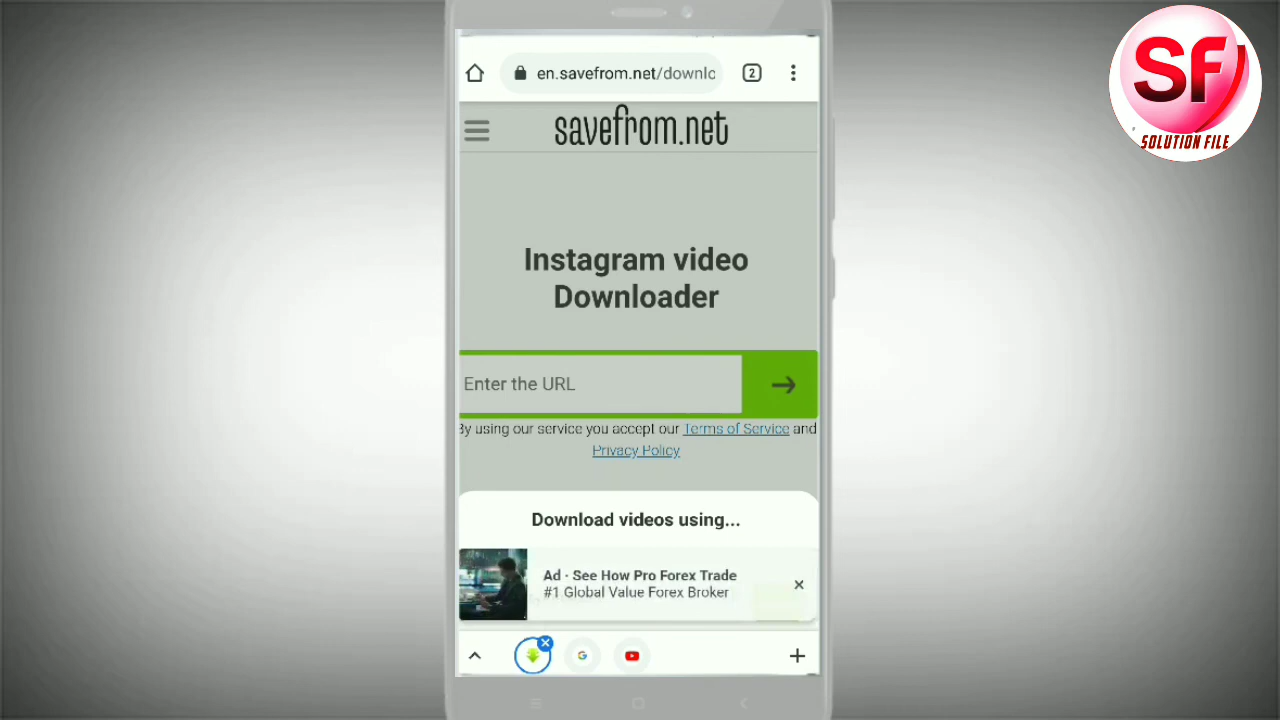 en.savefrom.net/downlo
2
savefrom.net
Instagram video
Downloader
Enter the URL
By using our service you accept our Terms of Service and
Privacy Policy
Download videos using...
Ad · See How Pro Forex Trade
#1 Global Value Forex Broker
SF
SOLUTION FILE